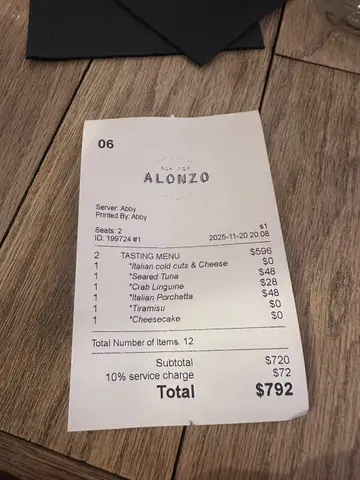 06
ALONZO
Server: Abby
Printed By: Abby
Seats: 2 s1
ID: 199724 #1 2025-11-20 20:08
2 TASTING MENU $596
1 *Italian cold cuts & Cheese $0
1 *Seared Tuna $48
1 *Crab Linguine $28
1 *Italian Porchetta $48
1 *Tiramisu $0
1 *Cheesecake $0
Total Number of Items. 12
Subtotal $720
10% service charge $72
Total $792